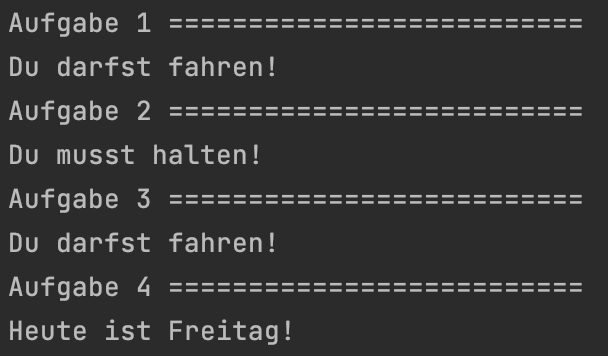 Aufgabe 1 ==========================
Du darfst fahren!
Aufgabe 2 ==========================
Du musst halten!
Aufgabe 3 ==========================
Du darfst fahren!
Aufgabe 4 ==========================
Heute ist Freitag!